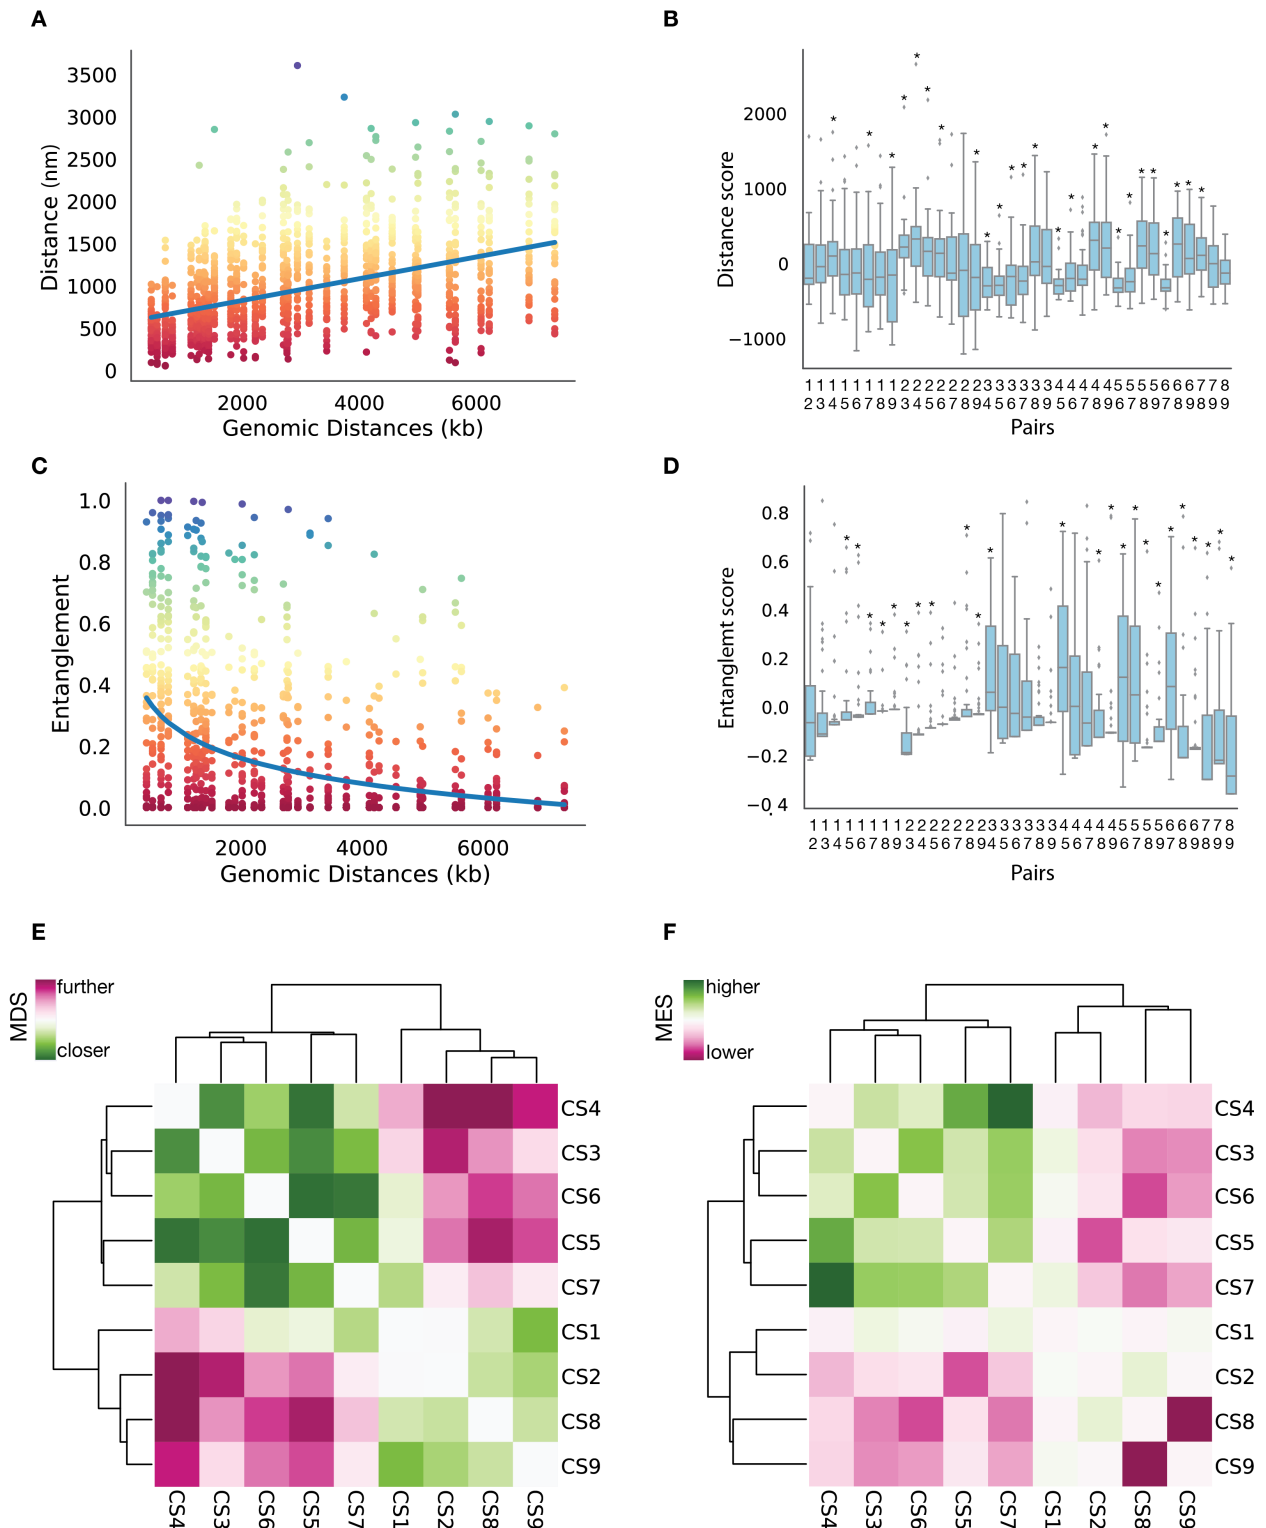 A
3500
3000
2500
2000
1500
1000
500
0
Distance (nm)
2000 4000 6000
Genomic Distances (kb)
B
2000
1000
0
−1000
Distance score
1 1 1 1 1 1 1 1 2 2 2 2 2 2 2 3 3 3 3 3 3 4 4 4 4 4 5 5 5 5 6 6 6 7 7 8
2 3 4 5 6 7 8 9 3 4 5 6 7 8 9 4 5 6 7 8 9 5 6 7 8 9 6 7 8 9 7 8 9 8 9 9
Pairs
C
1.0
0.8
0.6
0.4
0.2
0.0
Entanglement
2000 4000 6000
Genomic Distances (kb)
D
0.8
0.6
0.4
0.2
0.0
−0.2
−0.4
Entanglemt score
1 1 1 1 1 1 1 1 2 2 2 2 2 2 2 3 3 3 3 3 3 4 4 4 4 4 5 5 5 5 6 6 6 7 7 8
2 3 4 5 6 7 8 9 3 4 5 6 7 8 9 4 5 6 7 8 9 5 6 7 8 9 6 7 8 9 7 8 9 8 9 9
Pairs
E
MDS
further
closer
CS4
CS3
CS6
CS5
CS7
CS1
CS2
CS8
CS9
CS4 CS3 CS6 CS5 CS7 CS1 CS2 CS8 CS9
F
MES
higher
lower
CS4
CS3
CS6
CS5
CS7
CS1
CS2
CS8
CS9
CS4 CS3 CS6 CS5 CS7 CS1 CS2 CS8 CS9